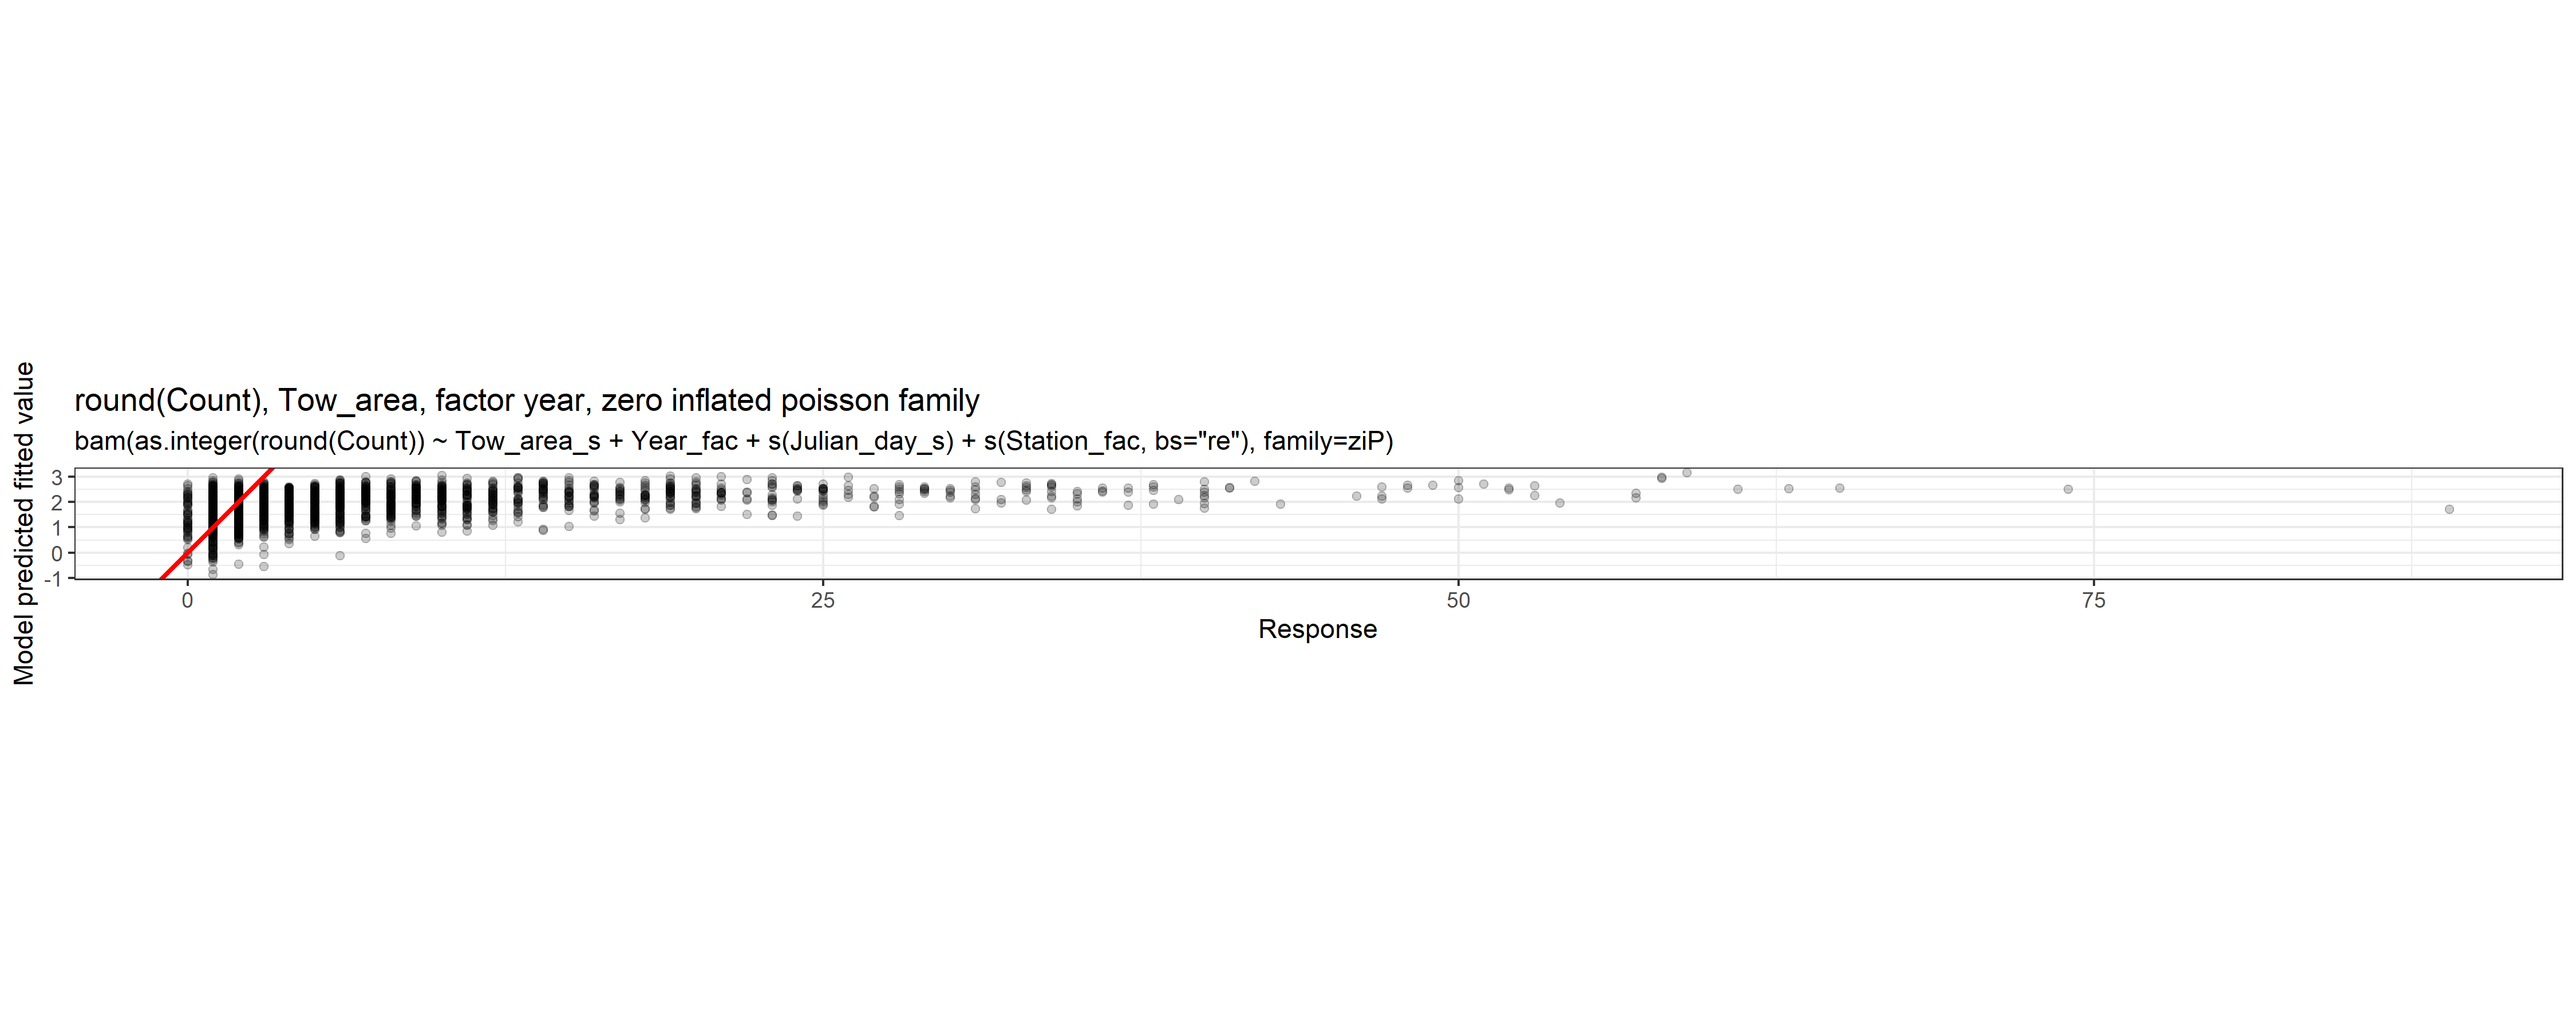 round(Count), Tow_area, factor year, zero inflated poisson family
bam(as.integer(round(Count)) ~ Tow_area_s + Year_fac + s(Julian_day_s) + s(Station_fac, bs="re"), family=ziP)
Model predicted fitted value
3
2
1
0
-1
0
25
50
75
Response